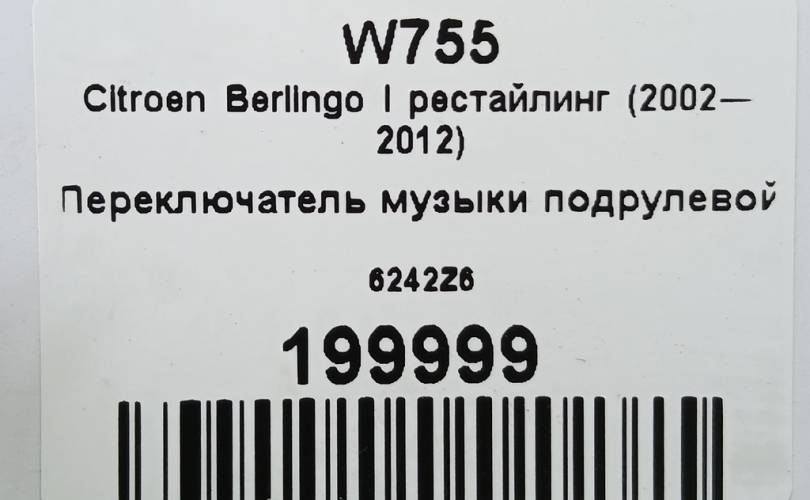 W755
Citroen Berlingo I рестайлинг (2002—
2012)
Переключатель музыки подрулевой
6242Z6
199999